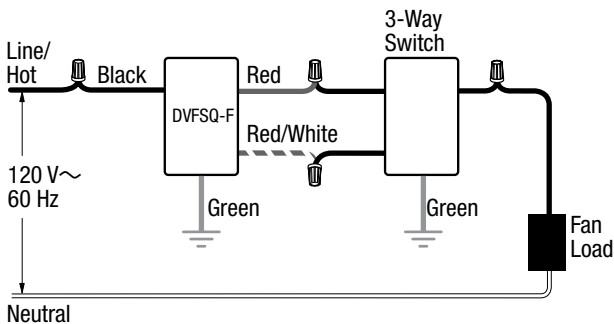 3-Way
Switch
Line/
Hot
Black
Red
DVFSQ-F
Red/White
120 V~
60 Hz
Green
Green
Fan
Load
Neutral